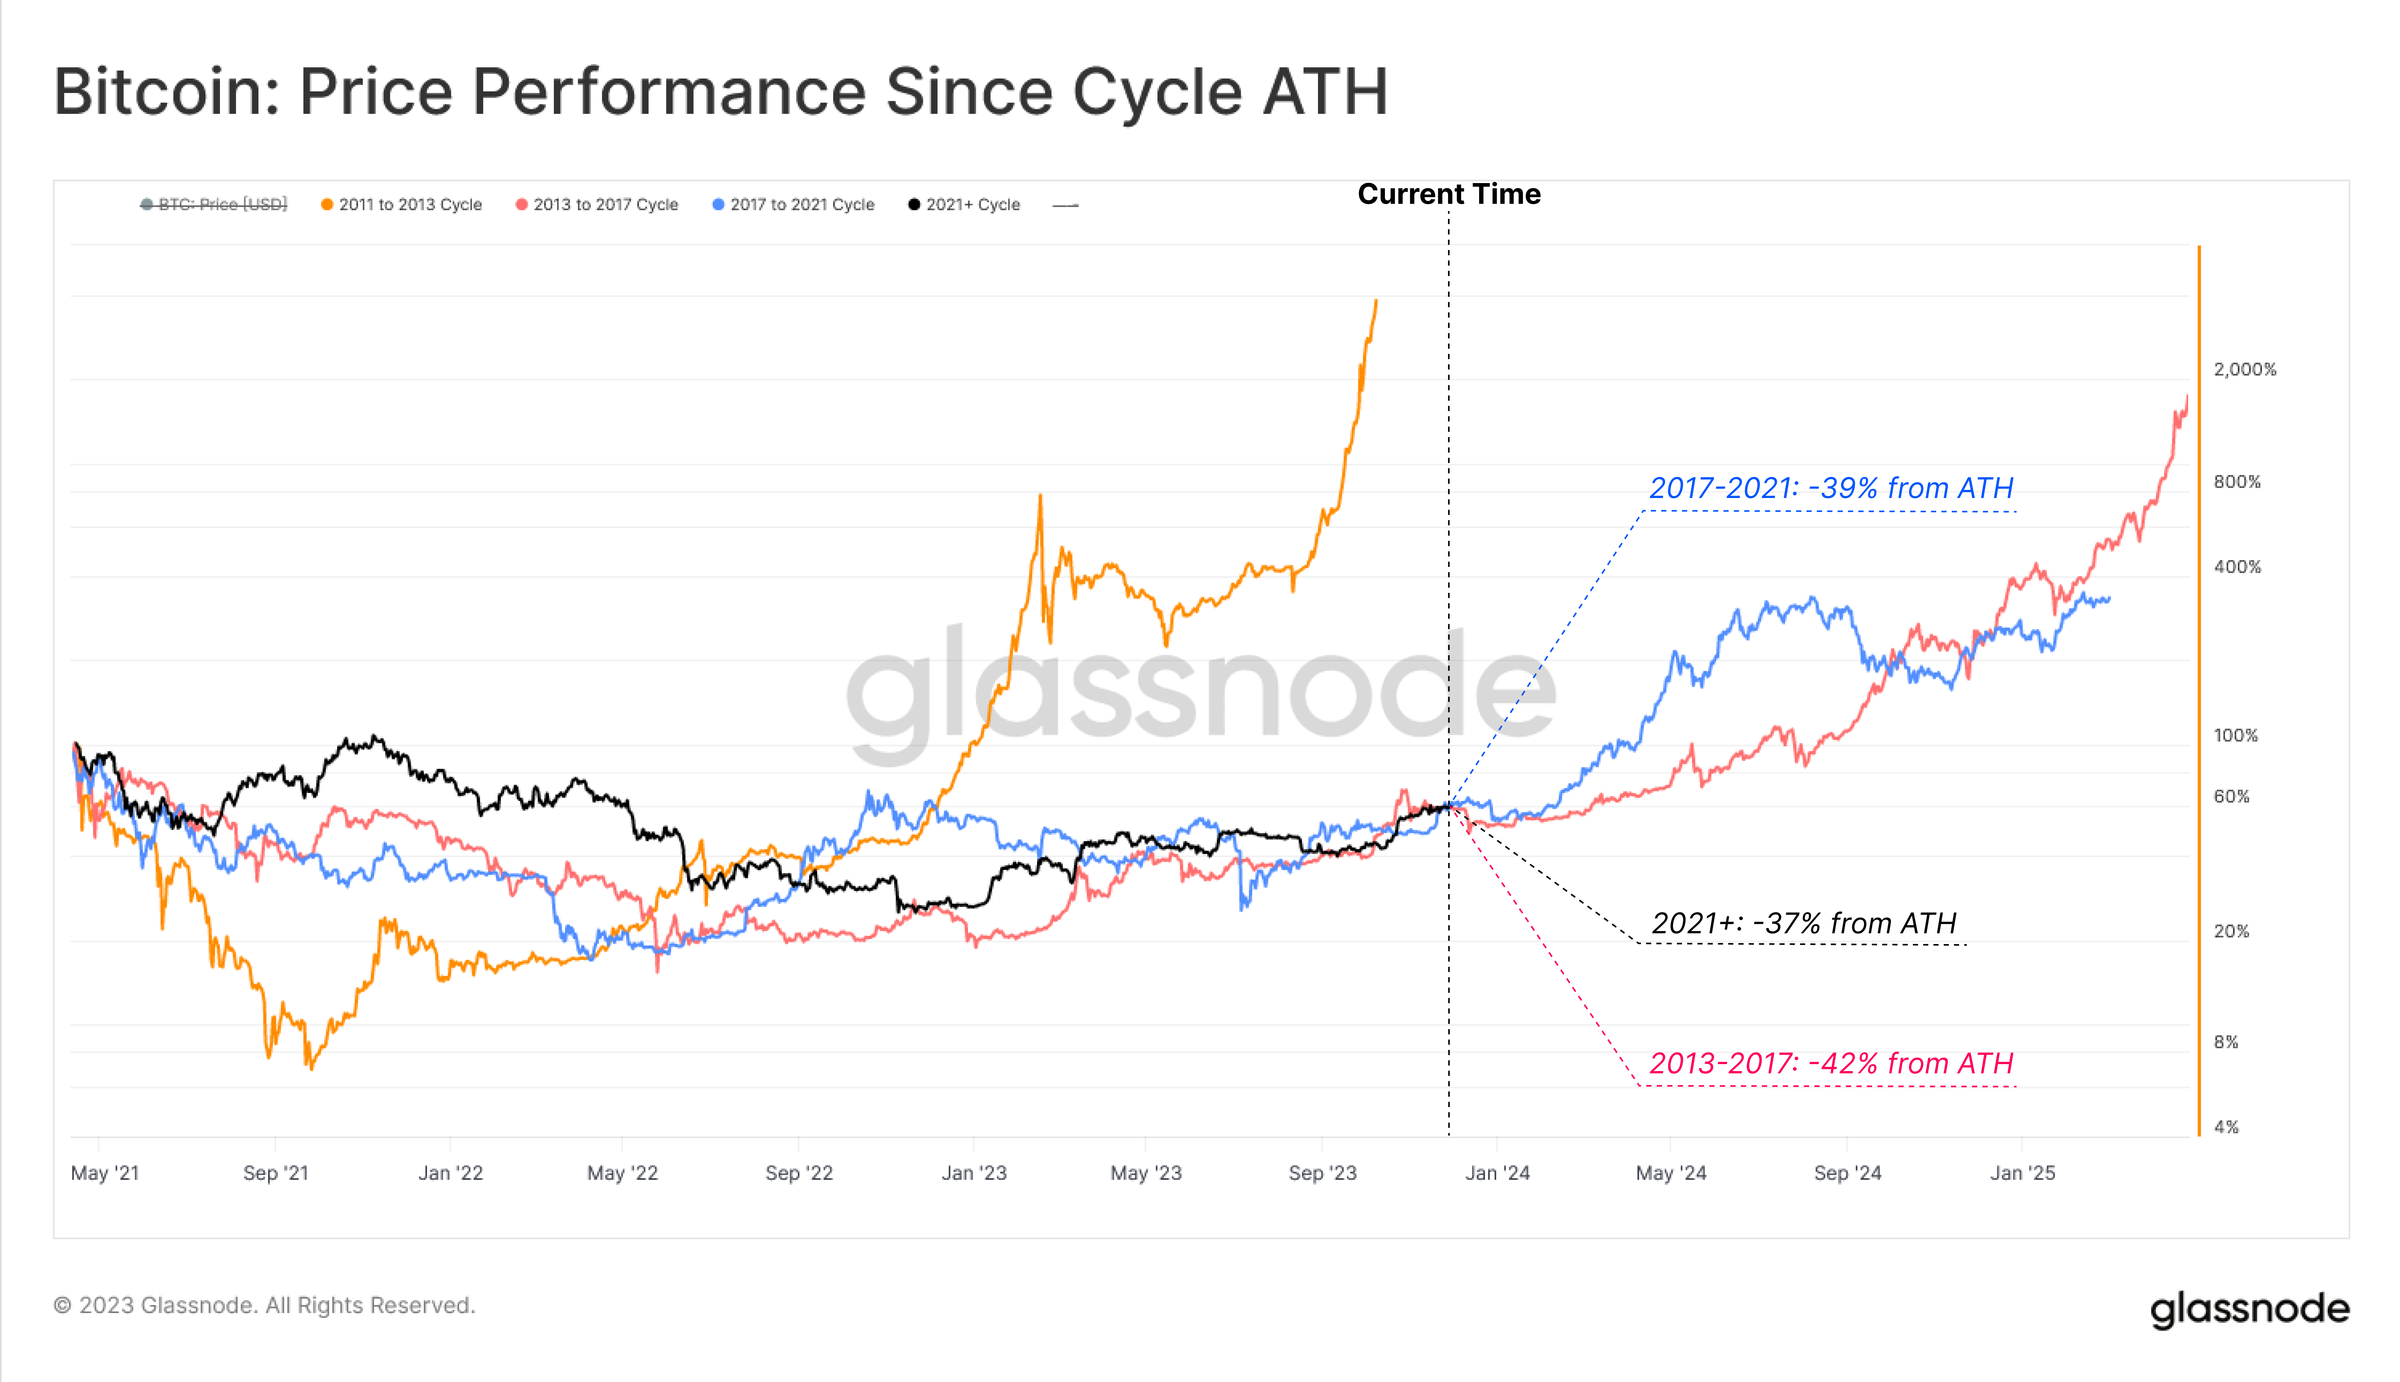 Bitcoin: Price Performance Since Cycle ATH
BTC: Price [USD] 2011 to 2013 Cycle 2013 to 2017 Cycle 2017 to 2021 Cycle 2021+ Cycle
Current Time
2,000%
2017-2021: -39% from ATH
800%
400%
glassnode
100%
60%
2021+: -37% from ATH
20%
8%
2013-2017: -42% from ATH
4%
May '21 Sep '21 Jan '22 May '22 Sep '22 Jan '23 May '23 Sep '23 Jan '24 May '24 Sep '24 Jan '25
© 2023 Glassnode. All Rights Reserved.
glassnode